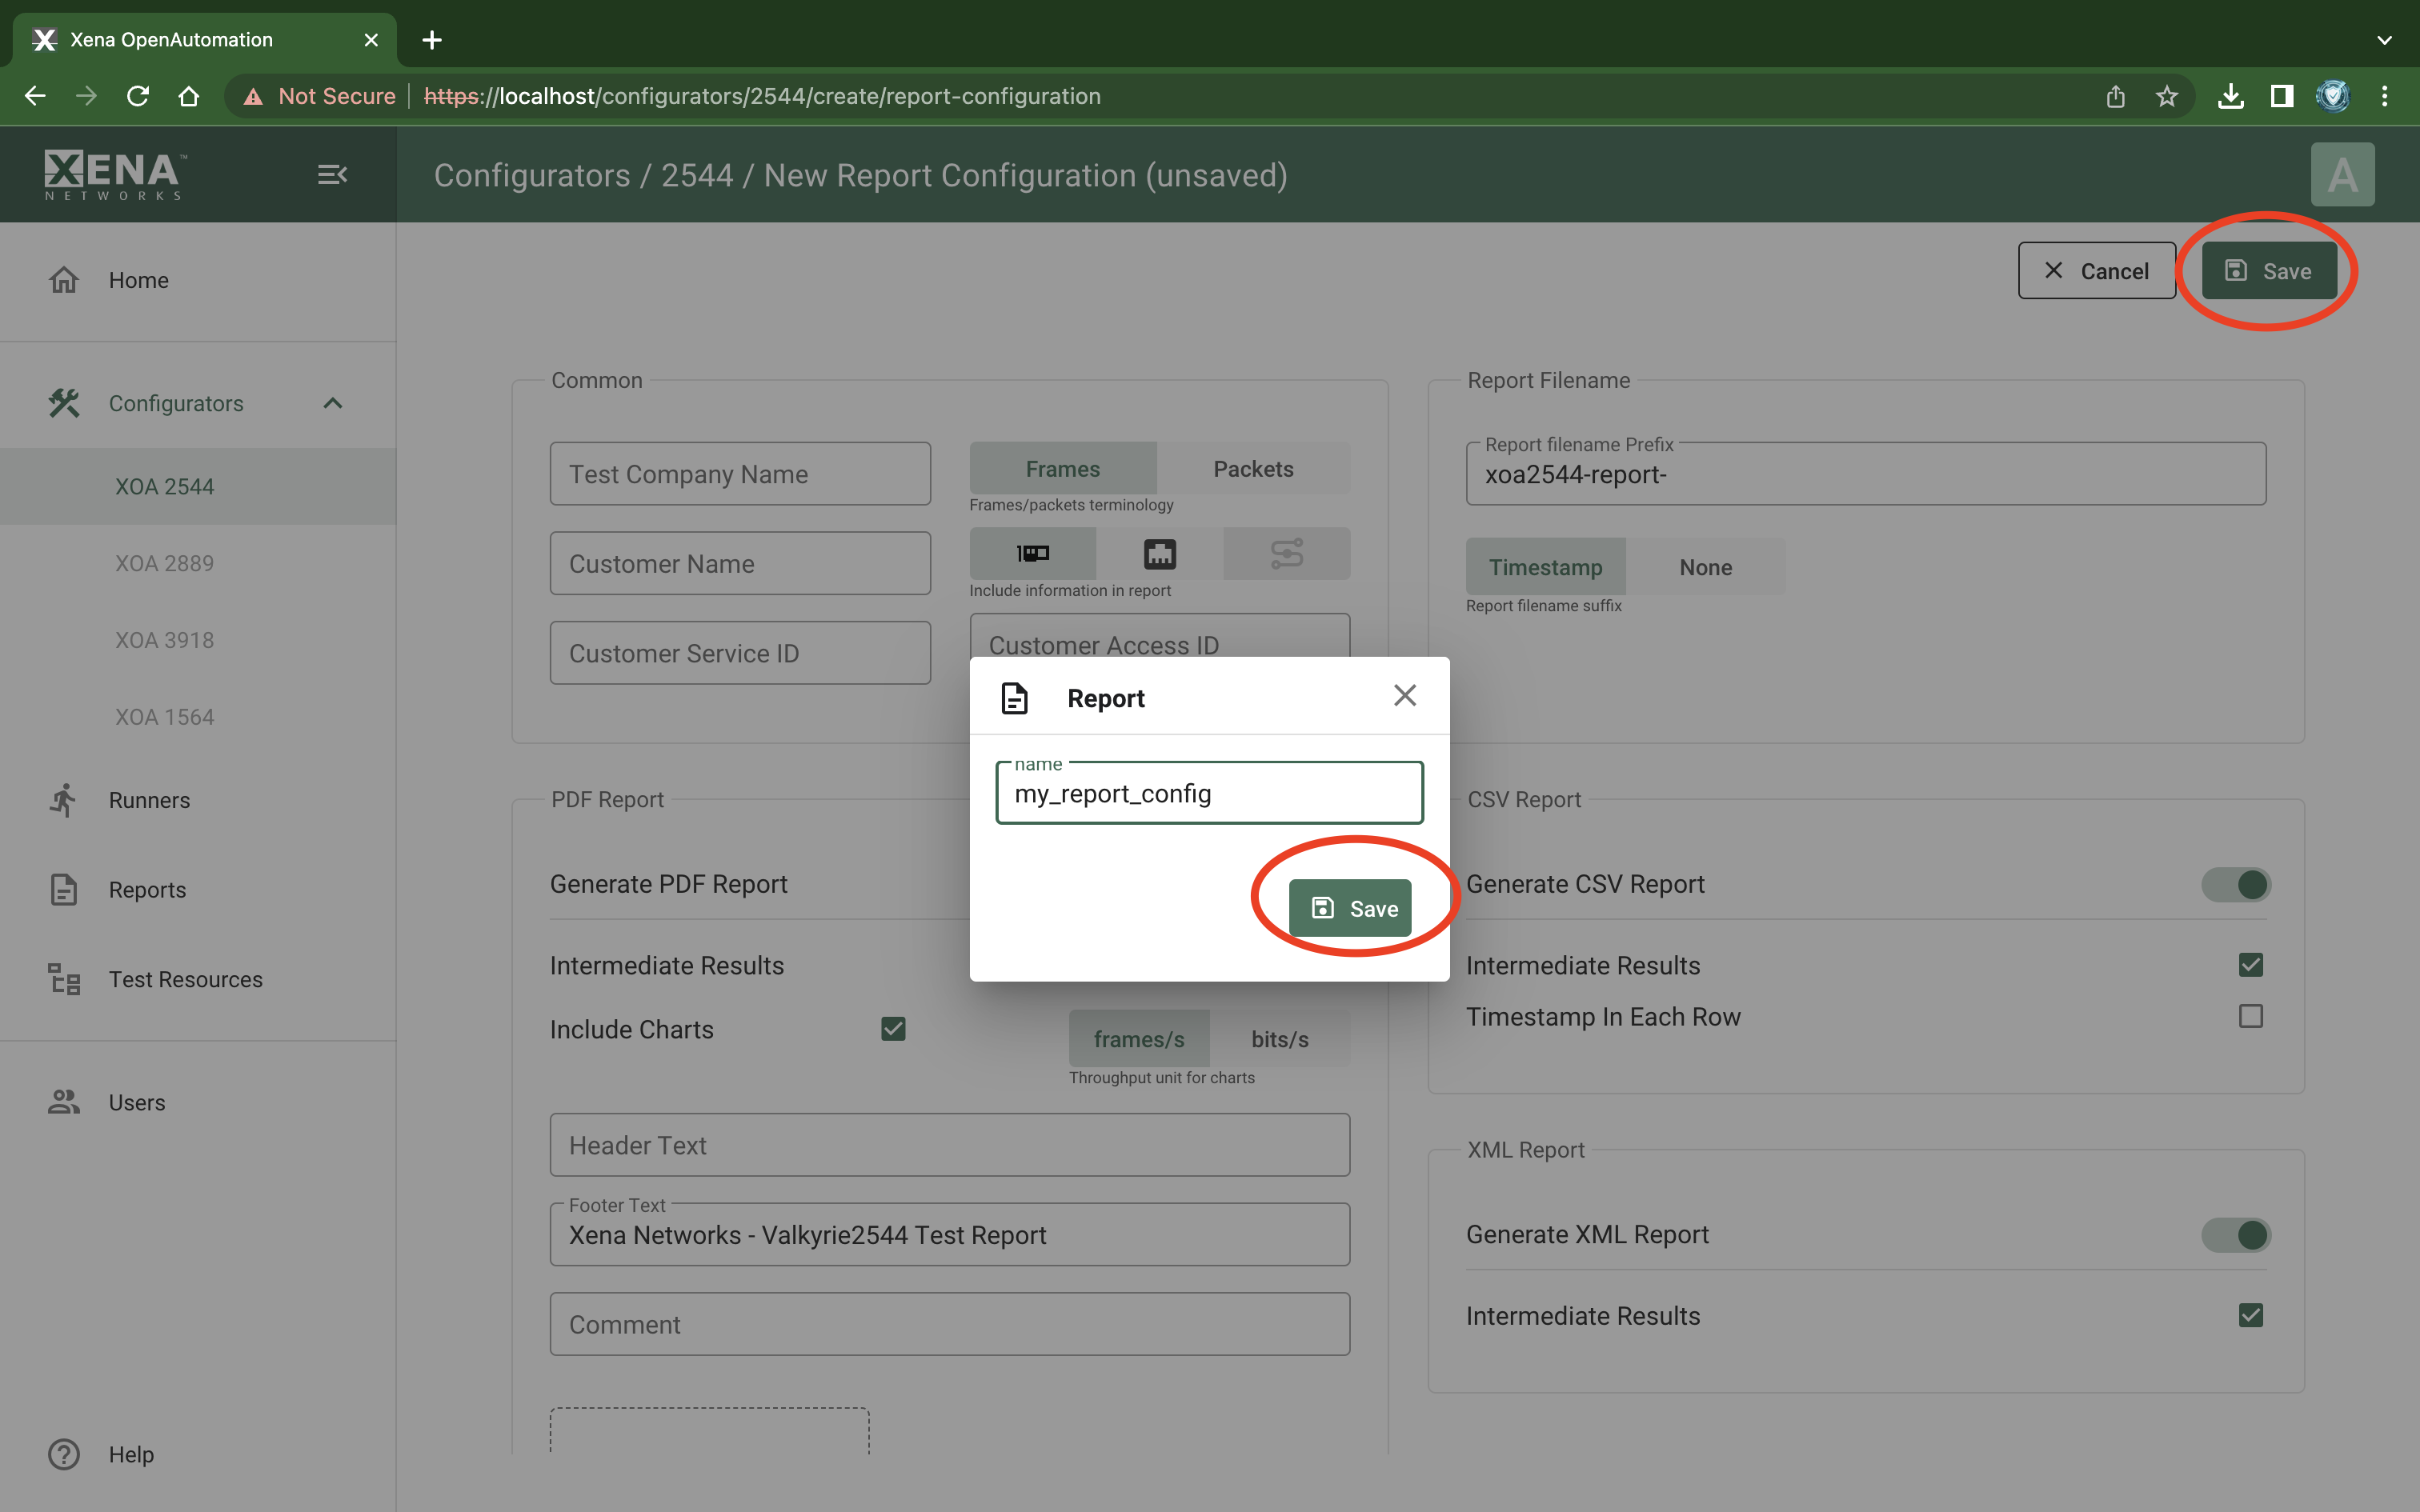 Xena OpenAutomation
Not Secure https://localhost/configurators/2544/create/report-configuration
XENA™
NETWORKS
Configurators / 2544 / New Report Configuration (unsaved)
A
Cancel
Save
Home
Configurators
XOA 2544
XOA 2889
XOA 3918
XOA 1564
Runners
Reports
Test Resources
Users
Help
Common
Test Company Name
Frames
Packets
Frames/packets terminology
Customer Name
Include information in report
Customer Service ID
Customer Access ID
Report Filename
Report filename Prefix
xoa2544-report-
Timestamp
None
Report filename suffix
Report
name
my_report_config
Save
PDF Report
Generate PDF Report
Intermediate Results
Include Charts
frames/s
bits/s
Throughput unit for charts
Header Text
Footer Text
Xena Networks - Valkyrie2544 Test Report
Comment
CSV Report
Generate CSV Report
Intermediate Results
Timestamp In Each Row
XML Report
Generate XML Report
Intermediate Results